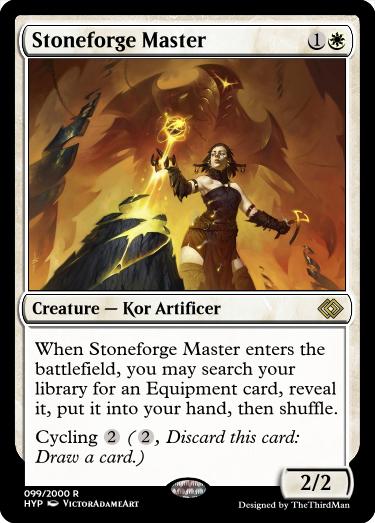 Stoneforge Master 1
Creature — Kor Artificer
When Stoneforge Master enters the
battlefield, you may search your
library for an Equipment card, reveal
it, put it into your hand, then shuffle.
Cycling 2 ( 2, Discard this card:
Draw a card.)
2/2
099/2000 R
HYP VictorAdameArt
Designed by TheThirdMan